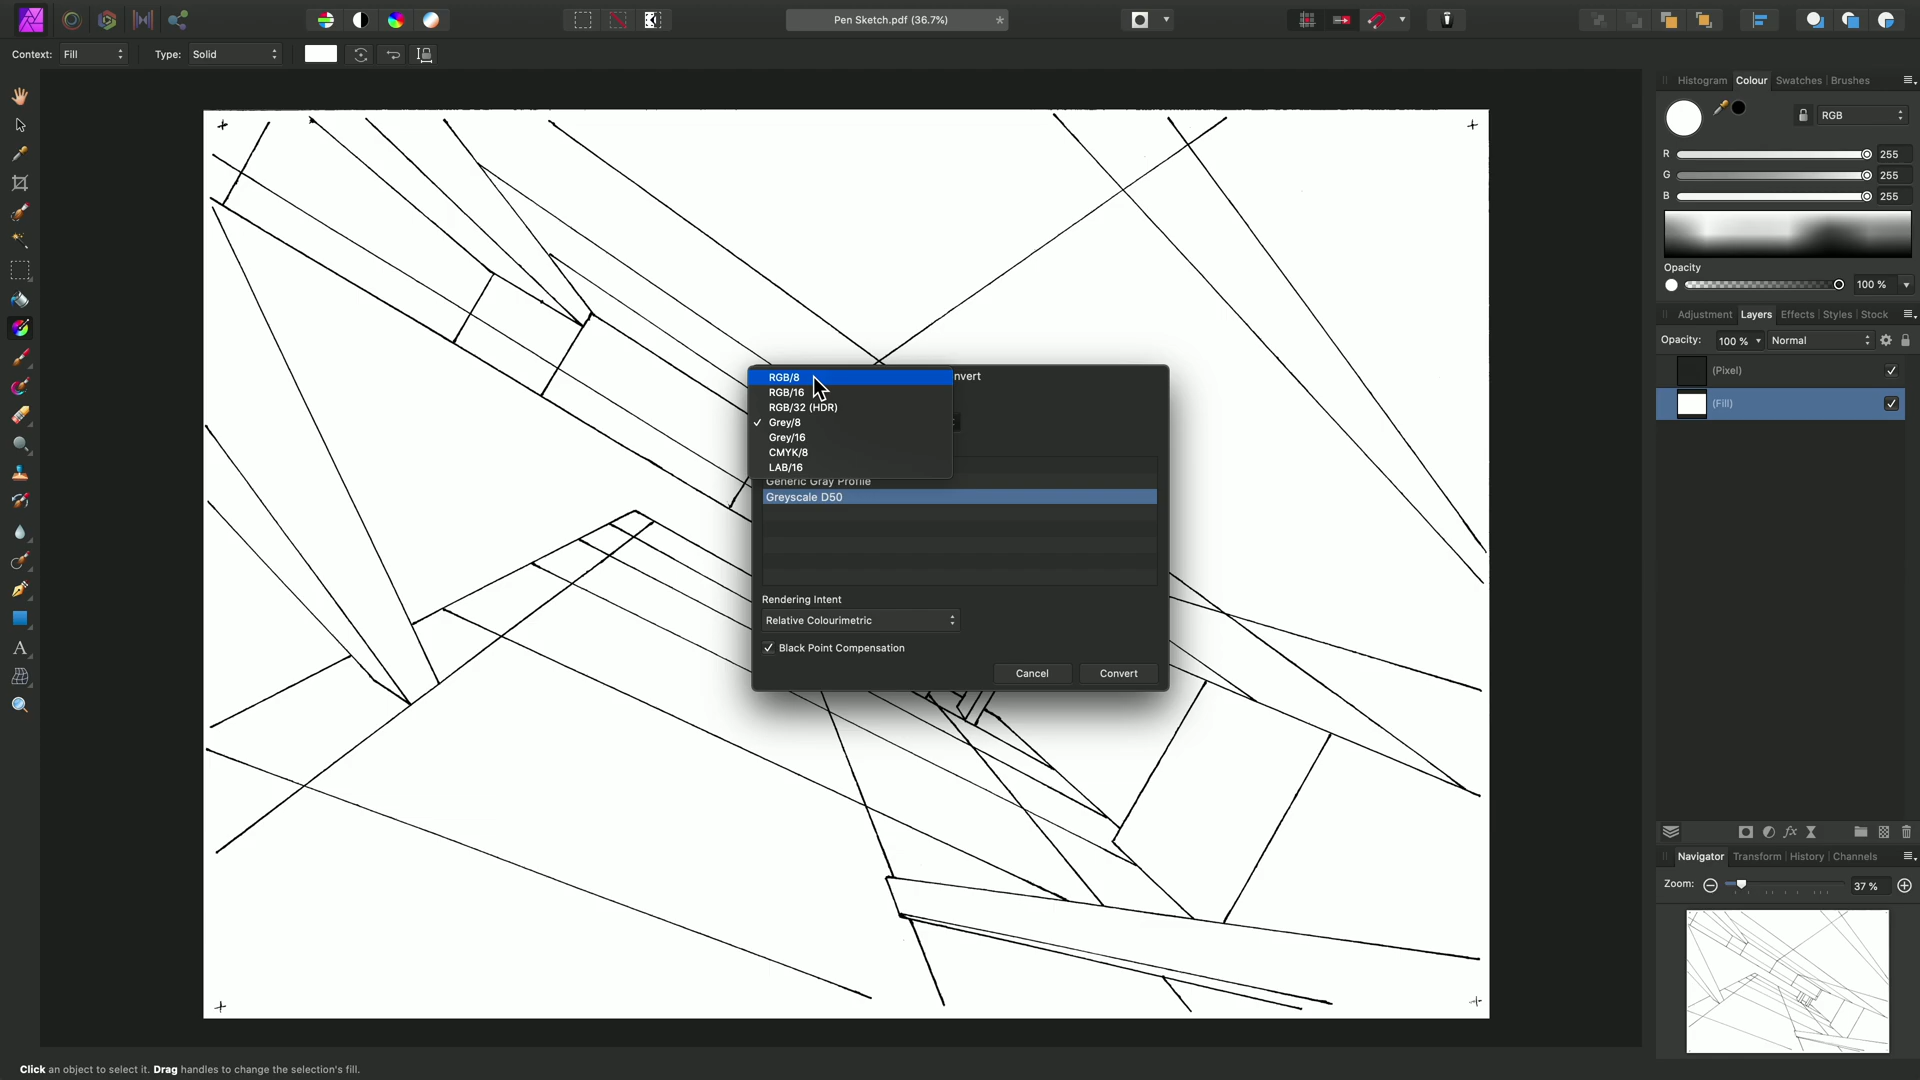 Pen Sketch.pdf (36.7%)
*
Context:
Fill
Type:
Solid
Histogram
Colour
Swatches
Brushes
RGB
R
255
G
255
B
255
Opacity
100 %
Adjustment
Layers
Effects
Styles
Stock
Opacity:
100 %
Normal
(Pixel)
(Fill)
nvert
RGB/8
RGB/16
RGB/32 (HDR)
✓ Grey/8
Grey/16
CMYK/8
LAB/16
Generic Gray Profile
Greyscale D50
Rendering Intent
Relative Colourimetric
Black Point Compensation
Cancel
Convert
Navigator
Transform
History
Channels
Zoom:
37 %
Click an object to select it. Drag handles to change the selection's fill.